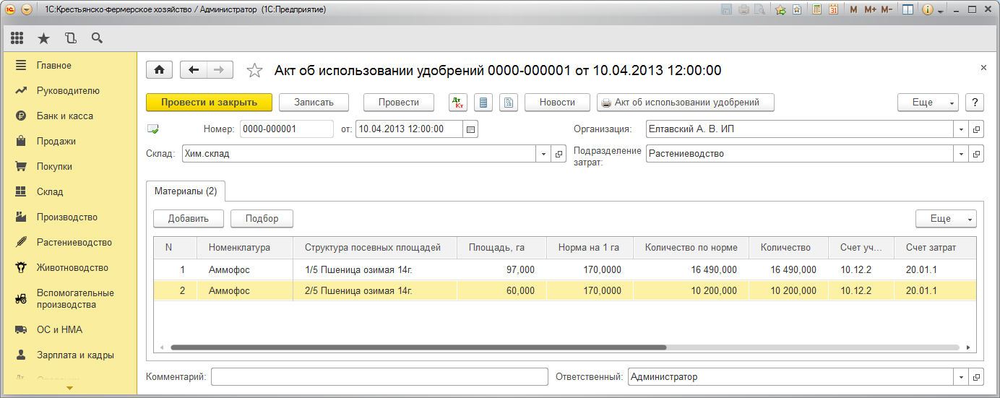 1С:Крестьянско-Фермерское хозяйство / Администратор (1С:Предприятие)
31 M M+ M-
Главное
Руководителю
Банк и касса
Продажи
Покупки
Склад
Производство
Растениеводство
Животноводство
Вспомогательные
производства
ОС и НМА
Зарплата и кадры
Акт об использовании удобрений 0000-000001 от 10.04.2013 12:00:00
Провести и закрыть Записать Провести Дт Кт Новости Акт об использовании удобрений Еще ?
Номер: 0000-000001 от: 10.04.2013 12:00:00 Организация: Елтавский А. В. ИП
Склад: Хим.склад Подразделение затрат: Растениеводство
Материалы (2)
Добавить Подбор Еще
N Номенклатура Структура посевных площадей Площадь, га Норма на 1 га Количество по норме Количество Счет уч... Счет затрат
1 Аммофос 1/5 Пшеница озимая 14г. 97,000 170,0000 16 490,000 16 490,000 10.12.2 20.01.1
2 Аммофос 2/5 Пшеница озимая 14г. 60,000 170,0000 10 200,000 10 200,000 10.12.2 20.01.1
Комментарий: Ответственный: Администратор